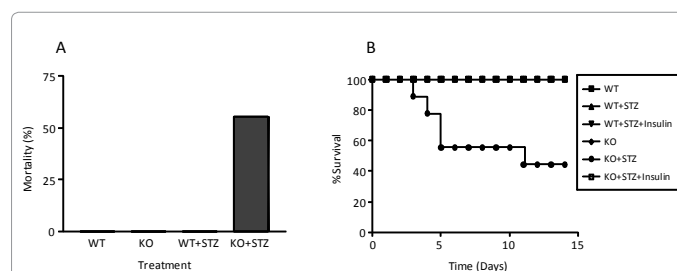 A
75
50
25
0
Mortality (%)
WT KO WT+STZ KO+STZ
Treatment
B
100
80
60
40
20
0
% Survival
0 5 10 15
Time (Days)
WT
WT+STZ
WT+STZ+Insulin
KO
KO+STZ
KO+STZ+Insulin